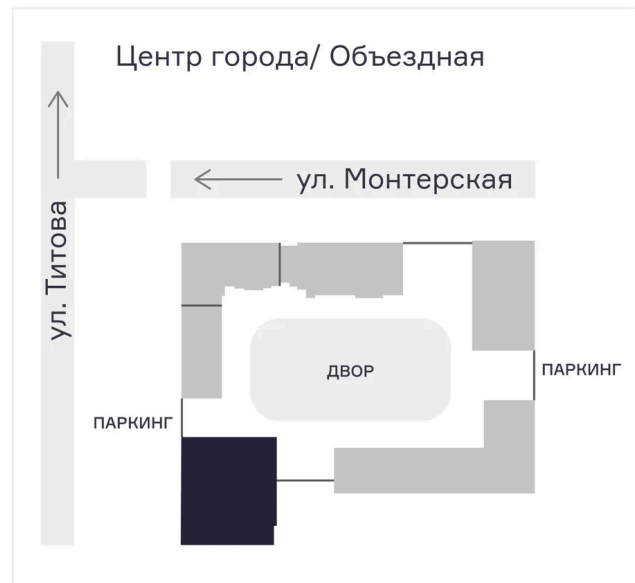 Центр города/ Объездная
ул. Монтерская
ул. Титова
ДВОР
ПАРКИНГ
ПАРКИНГ